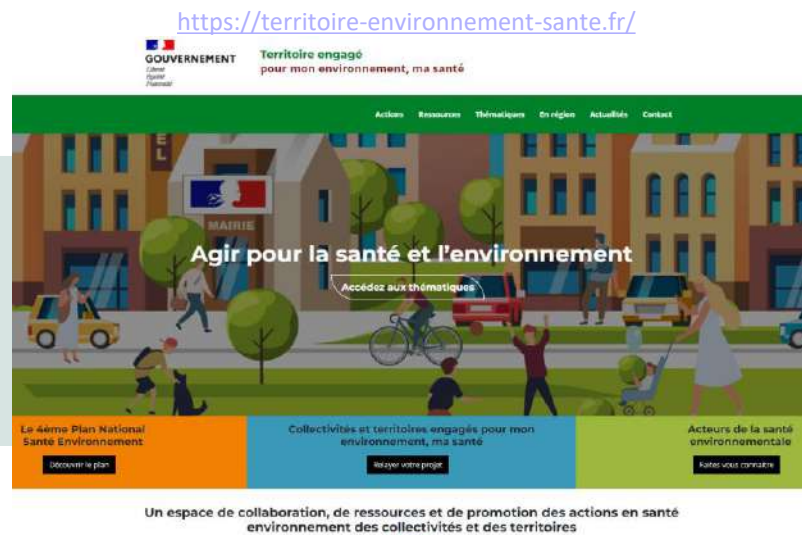 https://territoire-environnement-sante.fr/
GOUVERNEMENT
Liberté
Égalité
Fraternité
Territoire engagé
pour mon environnement, ma santé
Actions Ressources Thématiques En région Actualités Contact
MAIRIE
Agir pour la santé et l'environnement
Accédez aux thématiques
Le 4ème Plan National
Santé Environnement
Découvrir le plan
Collectivités et territoires engagés pour mon
environnement, ma santé
Relayer votre projet
Acteurs de la santé
environnementale
Faites vous connaitre
Un espace de collaboration, de ressources et de promotion des actions en santé
environnement des collectivités et des territoires